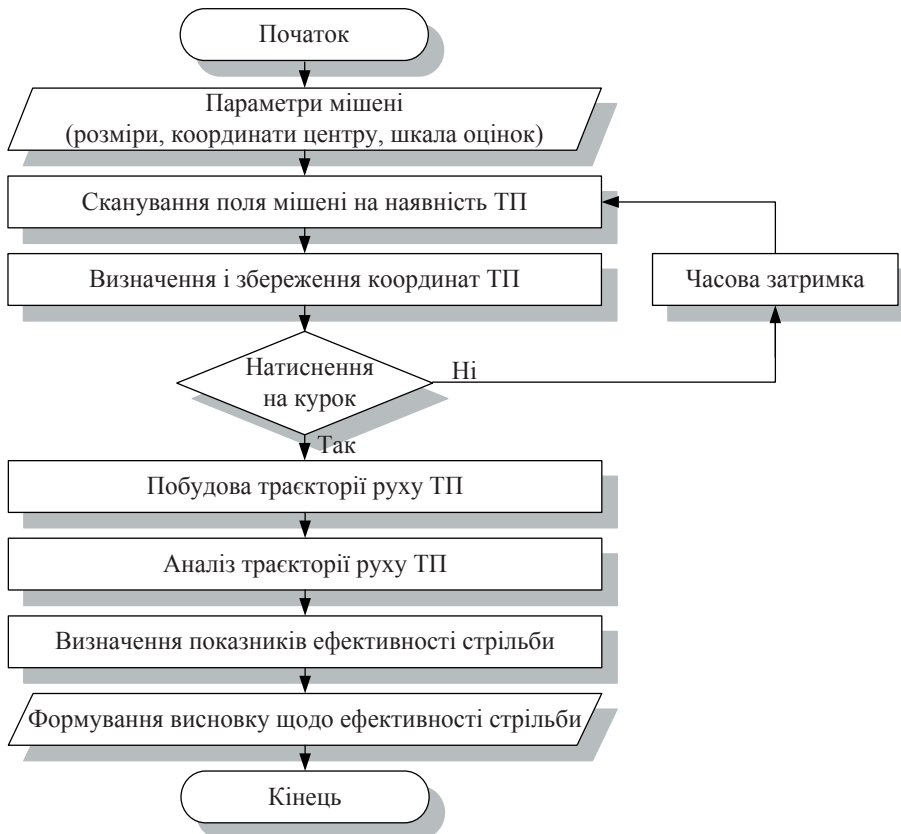 Початок
Параметри мішені
(розміри, координати центру, шкала оцінок)
Сканування поля мішені на наявність ТП
Визначення і збереження координат ТП
Часова затримка
Натиснення
на курок
Ні
Так
Побудова траєкторії руху ТП
Аналіз траєкторії руху ТП
Визначення показників ефективності стрільби
Формування висновку щодо ефективності стрільби
Кінець